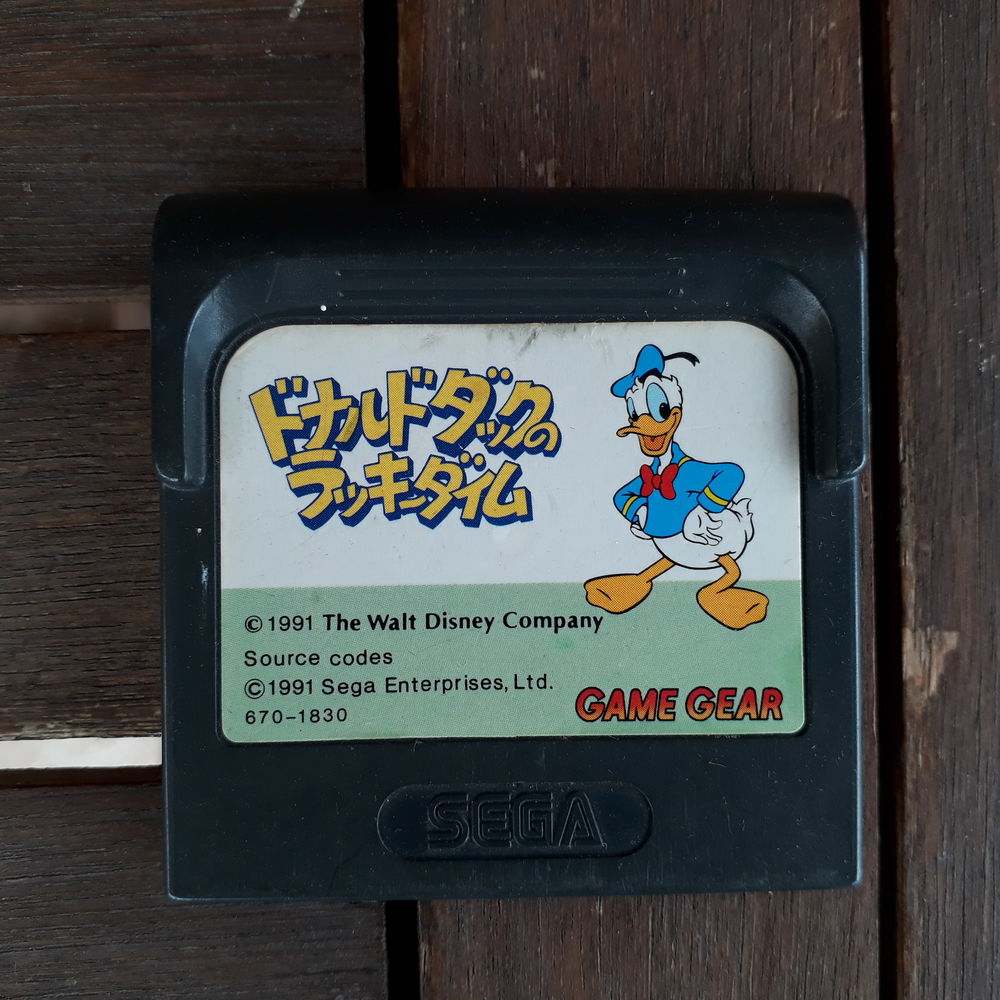 ドナルドダックの
ラッキーダイム
© 1991 The Walt Disney Company
Source codes
© 1991 Sega Enterprises, Ltd.
670-1830
GAME GEAR
SEGA